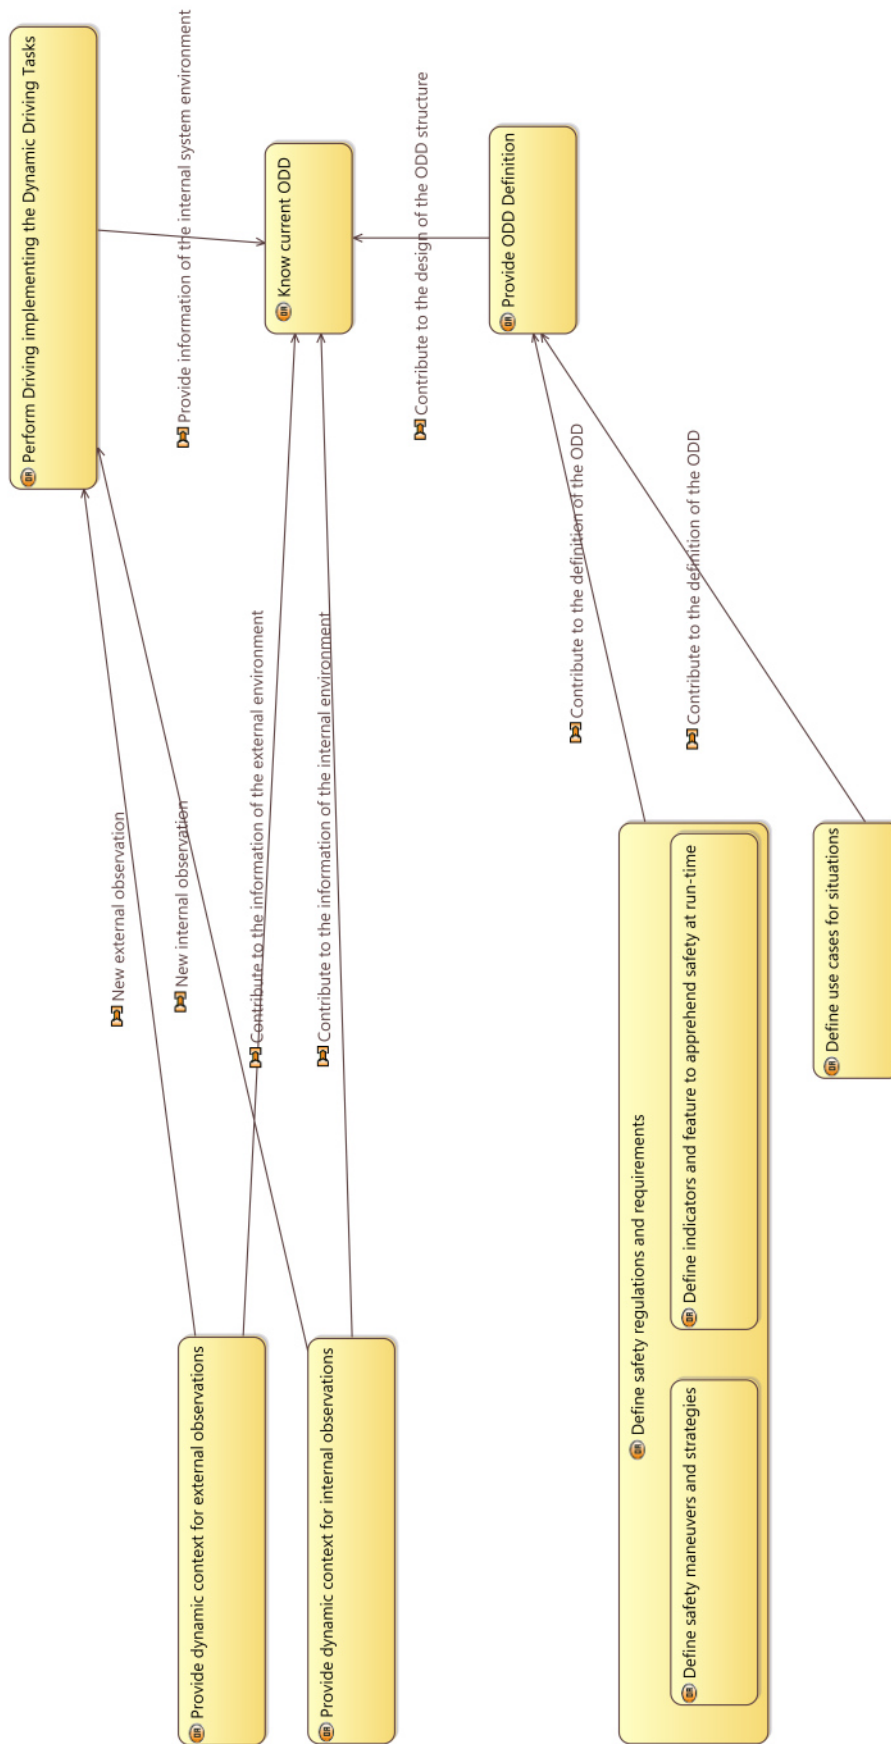 Perform Driving implementing the Dynamic Driving Tasks
Provide information of the internal system environment
Know current ODD
Contribute to the design of the ODD structure
Provide ODD Definition
New external observation
New internal observation
Contribute to the information of the external environment
Contribute to the information of the internal environment
Contribute to the definition of the ODD
Contribute to the definition of the ODD
Provide dynamic context for external observations
Provide dynamic context for internal observations
Define safety regulations and requirements
Define safety maneuvers and strategies
Define indicators and feature to apprehend safety at run-time
Define use cases for situations